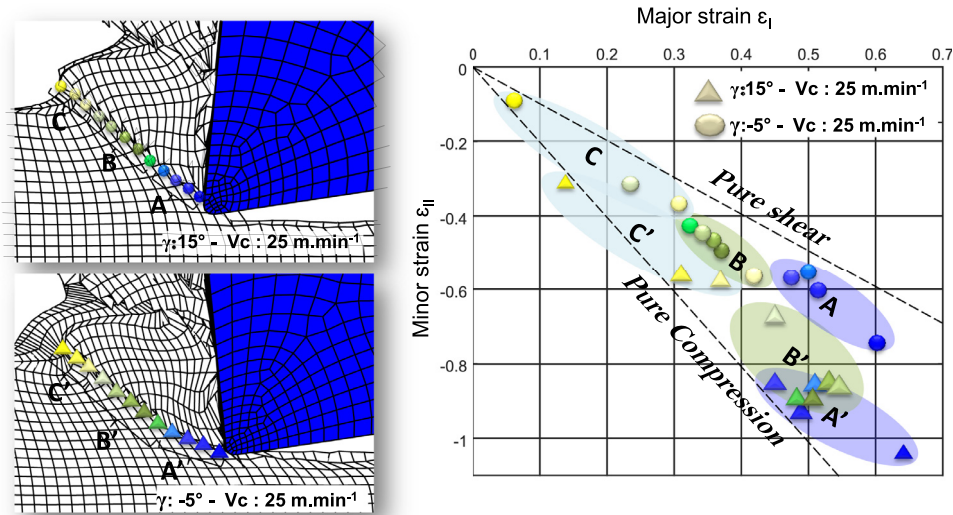 C
B
A
γ:15° - Vc : 25 m.min⁻¹
C'
B'
A'
γ: -5° - Vc : 25 m.min⁻¹
Major strain εI
0 0.1 0.2 0.3 0.4 0.5 0.6 0.7
Minor strain εII
0
-0.2
-0.4
-0.6
-0.8
-1
γ:15° - Vc : 25 m.min⁻¹
γ:-5° - Vc : 25 m.min⁻¹
C
Pure shear
C'
B
A
Pure Compression
B'
A'